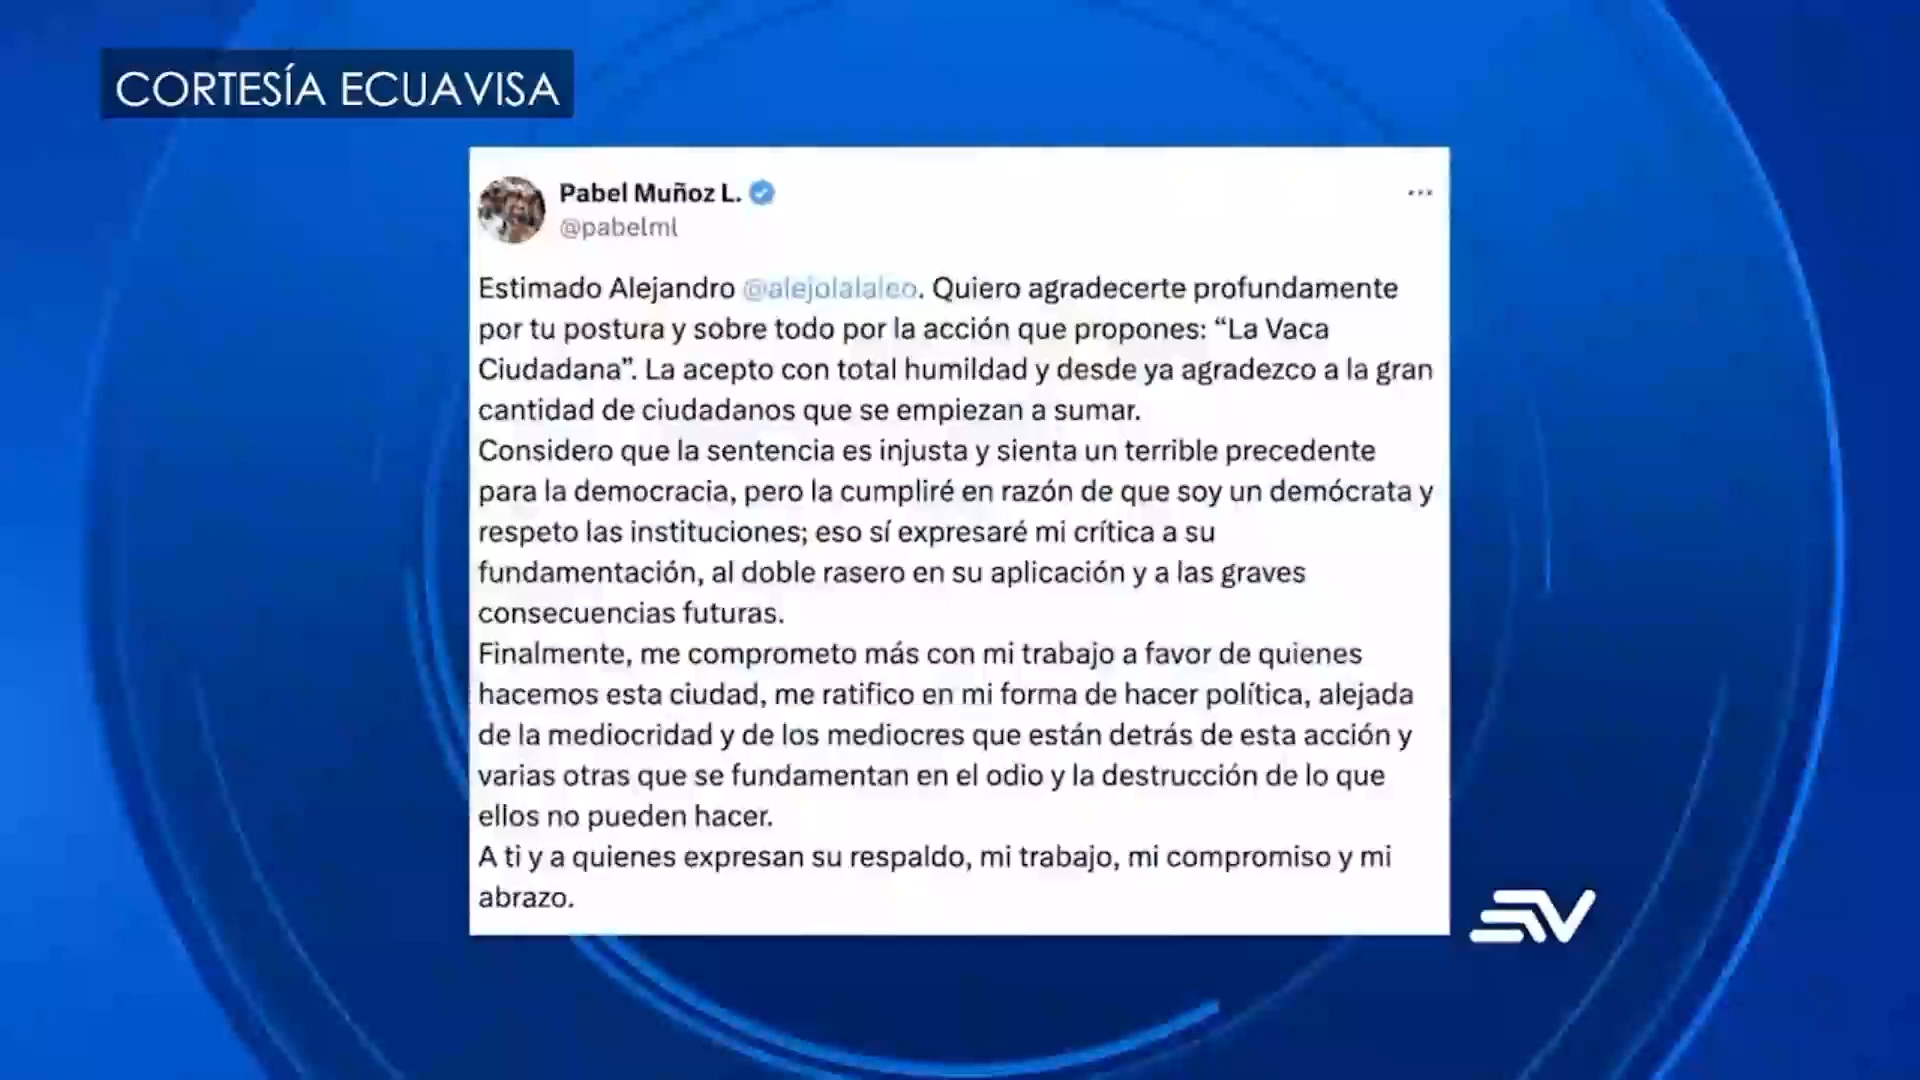 CORTESÍA ECUAVISA
Pabel Muñoz L.
@pabelml
Estimado Alejandro @alejolalaleo. Quiero agradecerte profundamente
por tu postura y sobre todo por la acción que propones: “La Vaca
Ciudadana”. La acepto con total humildad y desde ya agradezco a la gran
cantidad de ciudadanos que se empiezan a sumar.
Considero que la sentencia es injusta y sienta un terrible precedente
para la democracia, pero la cumpliré en razón de que soy un demócrata y
respeto las instituciones; eso sí expresaré mi crítica a su
fundamentación, al doble rasero en su aplicación y a las graves
consecuencias futuras.
Finalmente, me comprometo más con mi trabajo a favor de quienes
hacemos esta ciudad, me ratifico en mi forma de hacer política, alejada
de la mediocridad y de los mediocres que están detrás de esta acción y
varias otras que se fundamentan en el odio y la destrucción de lo que
ellos no pueden hacer.
A ti y a quienes expresan su respaldo, mi trabajo, mi compromiso y mi
abrazo.